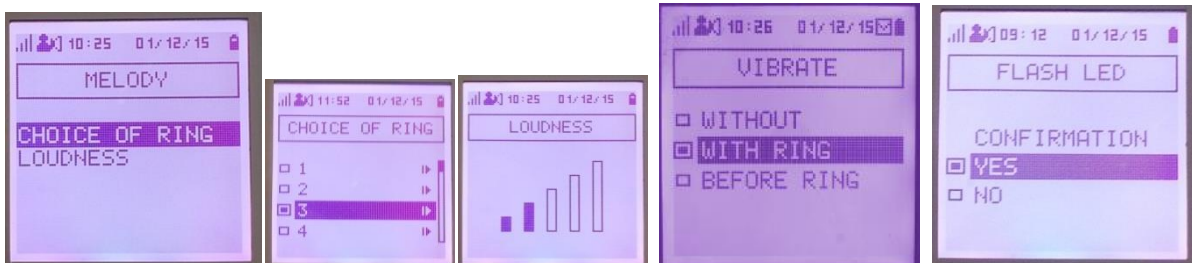 10:25 01/12/15
MELODY
CHOICE OF RING
LOUDNESS
11:52 01/12/15
CHOICE OF RING
1
2
3
4
10:25 01/12/15
LOUDNESS
10:26 01/12/15
VIBRATE
WITHOUT
WITH RING
BEFORE RING
09:12 01/12/15
FLASH LED
CONFIRMATION
YES
NO